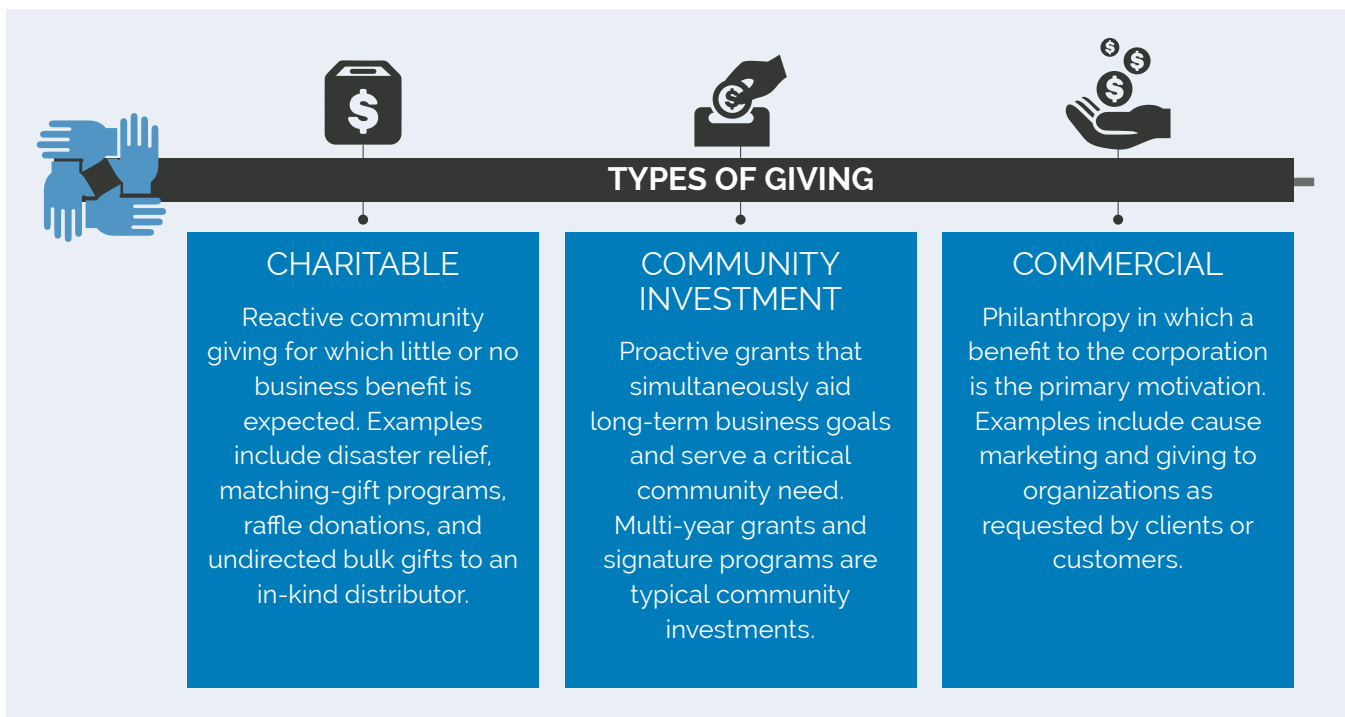 TYPES OF GIVING
CHARITABLE
Reactive community
giving for which little or no
business benefit is
expected. Examples
include disaster relief,
matching-gift programs,
raffle donations, and
undirected bulk gifts to an
in-kind distributor.
COMMUNITY
INVESTMENT
Proactive grants that
simultaneously aid
long-term business goals
and serve a critical
community need.
Multi-year grants and
signature programs are
typical community
investments.
COMMERCIAL
Philanthropy in which a
benefit to the corporation
is the primary motivation.
Examples include cause
marketing and giving to
organizations as
requested by clients or
customers.